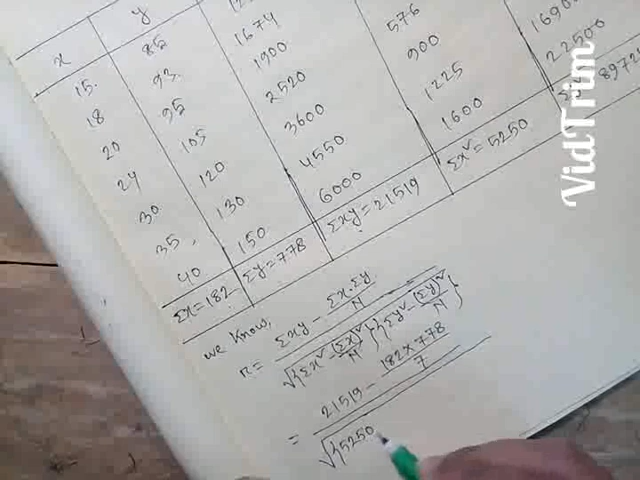 x y
15. 85 576 1690
18 93. 1674 900 22500
20 95 1900 1225
24 105 2520 1600
30 120 3600 Σx² = 5250
35. 130 4550
40 150 6000
Σx = 182 Σy = 778 Σxy = 21519
we know,
r = Σxy − Σx.Σy/N / √{Σx² − (Σx)²/N}{Σy² − (Σy)²/N}
= 21519 − 182×778/7 / √{5250
VidTrim